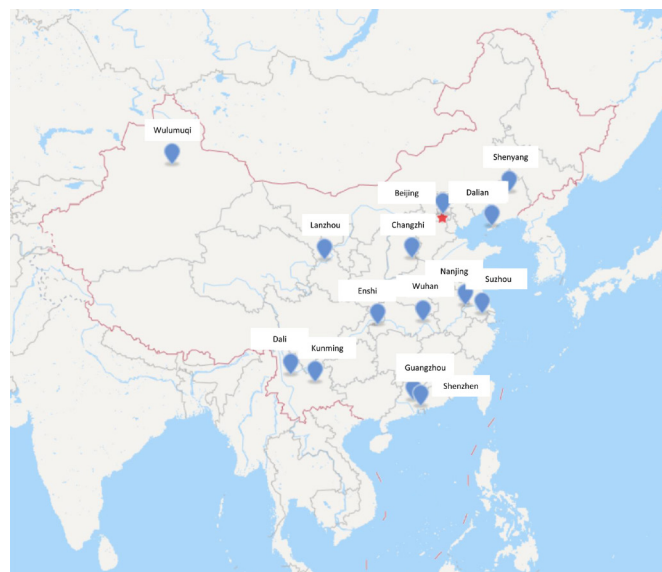 Wulumuqi
Shenyang
Beijing
Dalian
Lanzhou
Changzhi
Nanjing
Suzhou
Enshi
Wuhan
Dali
Kunming
Guangzhou
Shenzhen